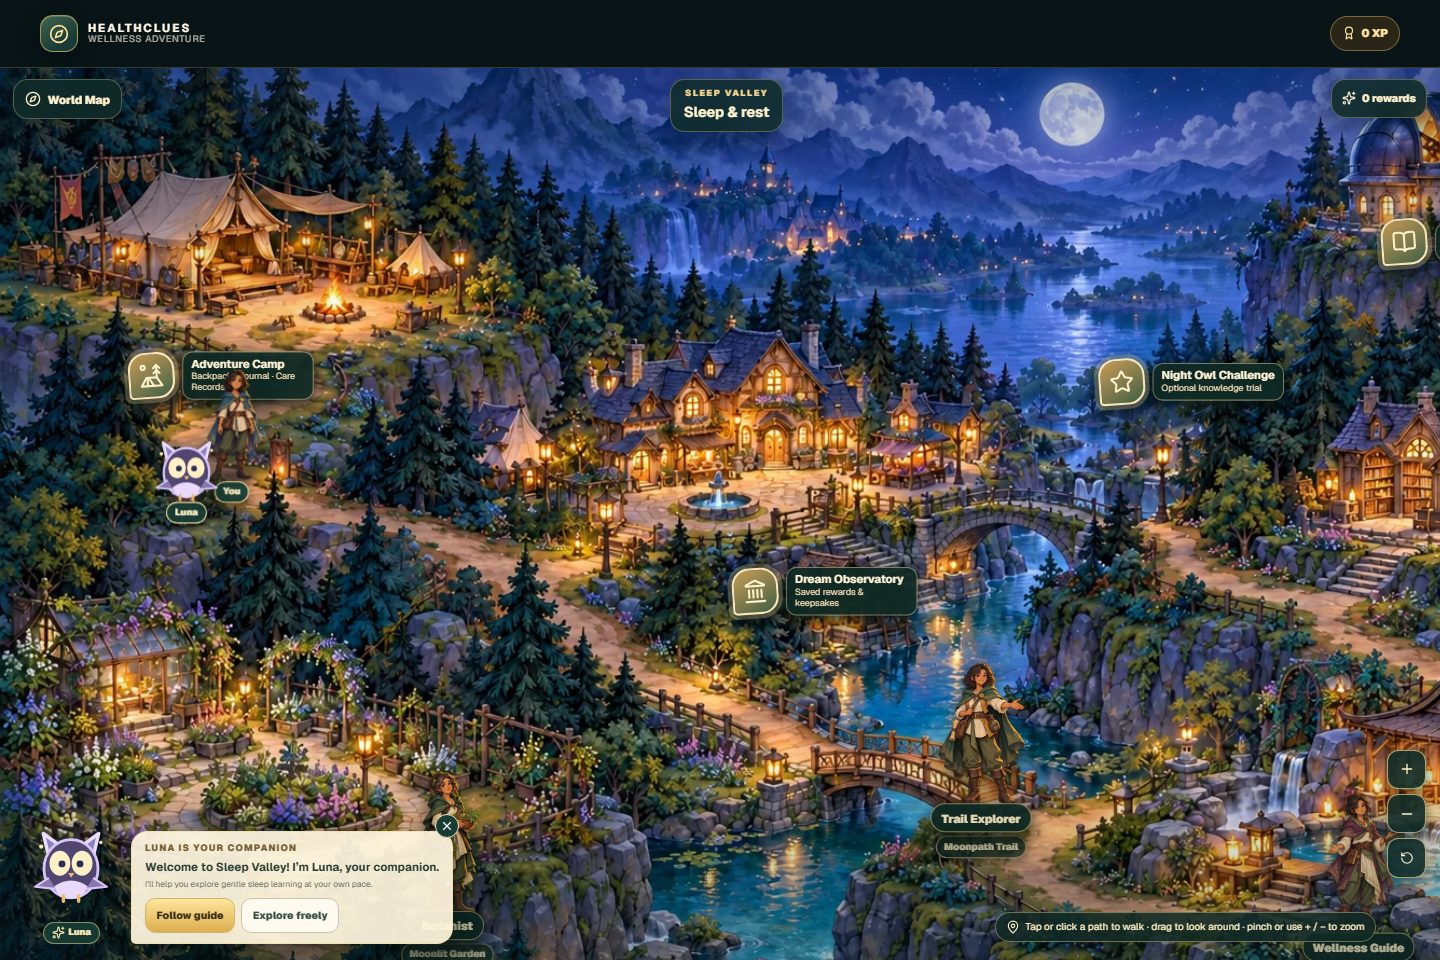 HEALTHCLUES
WELLNESS ADVENTURE
0 XP
World Map
SLEEP VALLEY
Sleep & rest
0 rewards
Adventure Camp
Backpack Journal · Care
Records
Night Owl Challenge
Optional knowledge trial
You
Luna
Dream Observatory
Saved rewards &
keepsakes
Trail Explorer
Moonpath Trail
LUNA IS YOUR COMPANION
Welcome to Sleep Valley! I'm Luna, your companion.
I'll help you explore gentle sleep learning at your own pace.
Follow guide
Explore freely
Luna
Botanist
Moonlit Garden
Tap or click a path to walk · drag to look around · pinch or use + / − to zoom
Wellness Guide